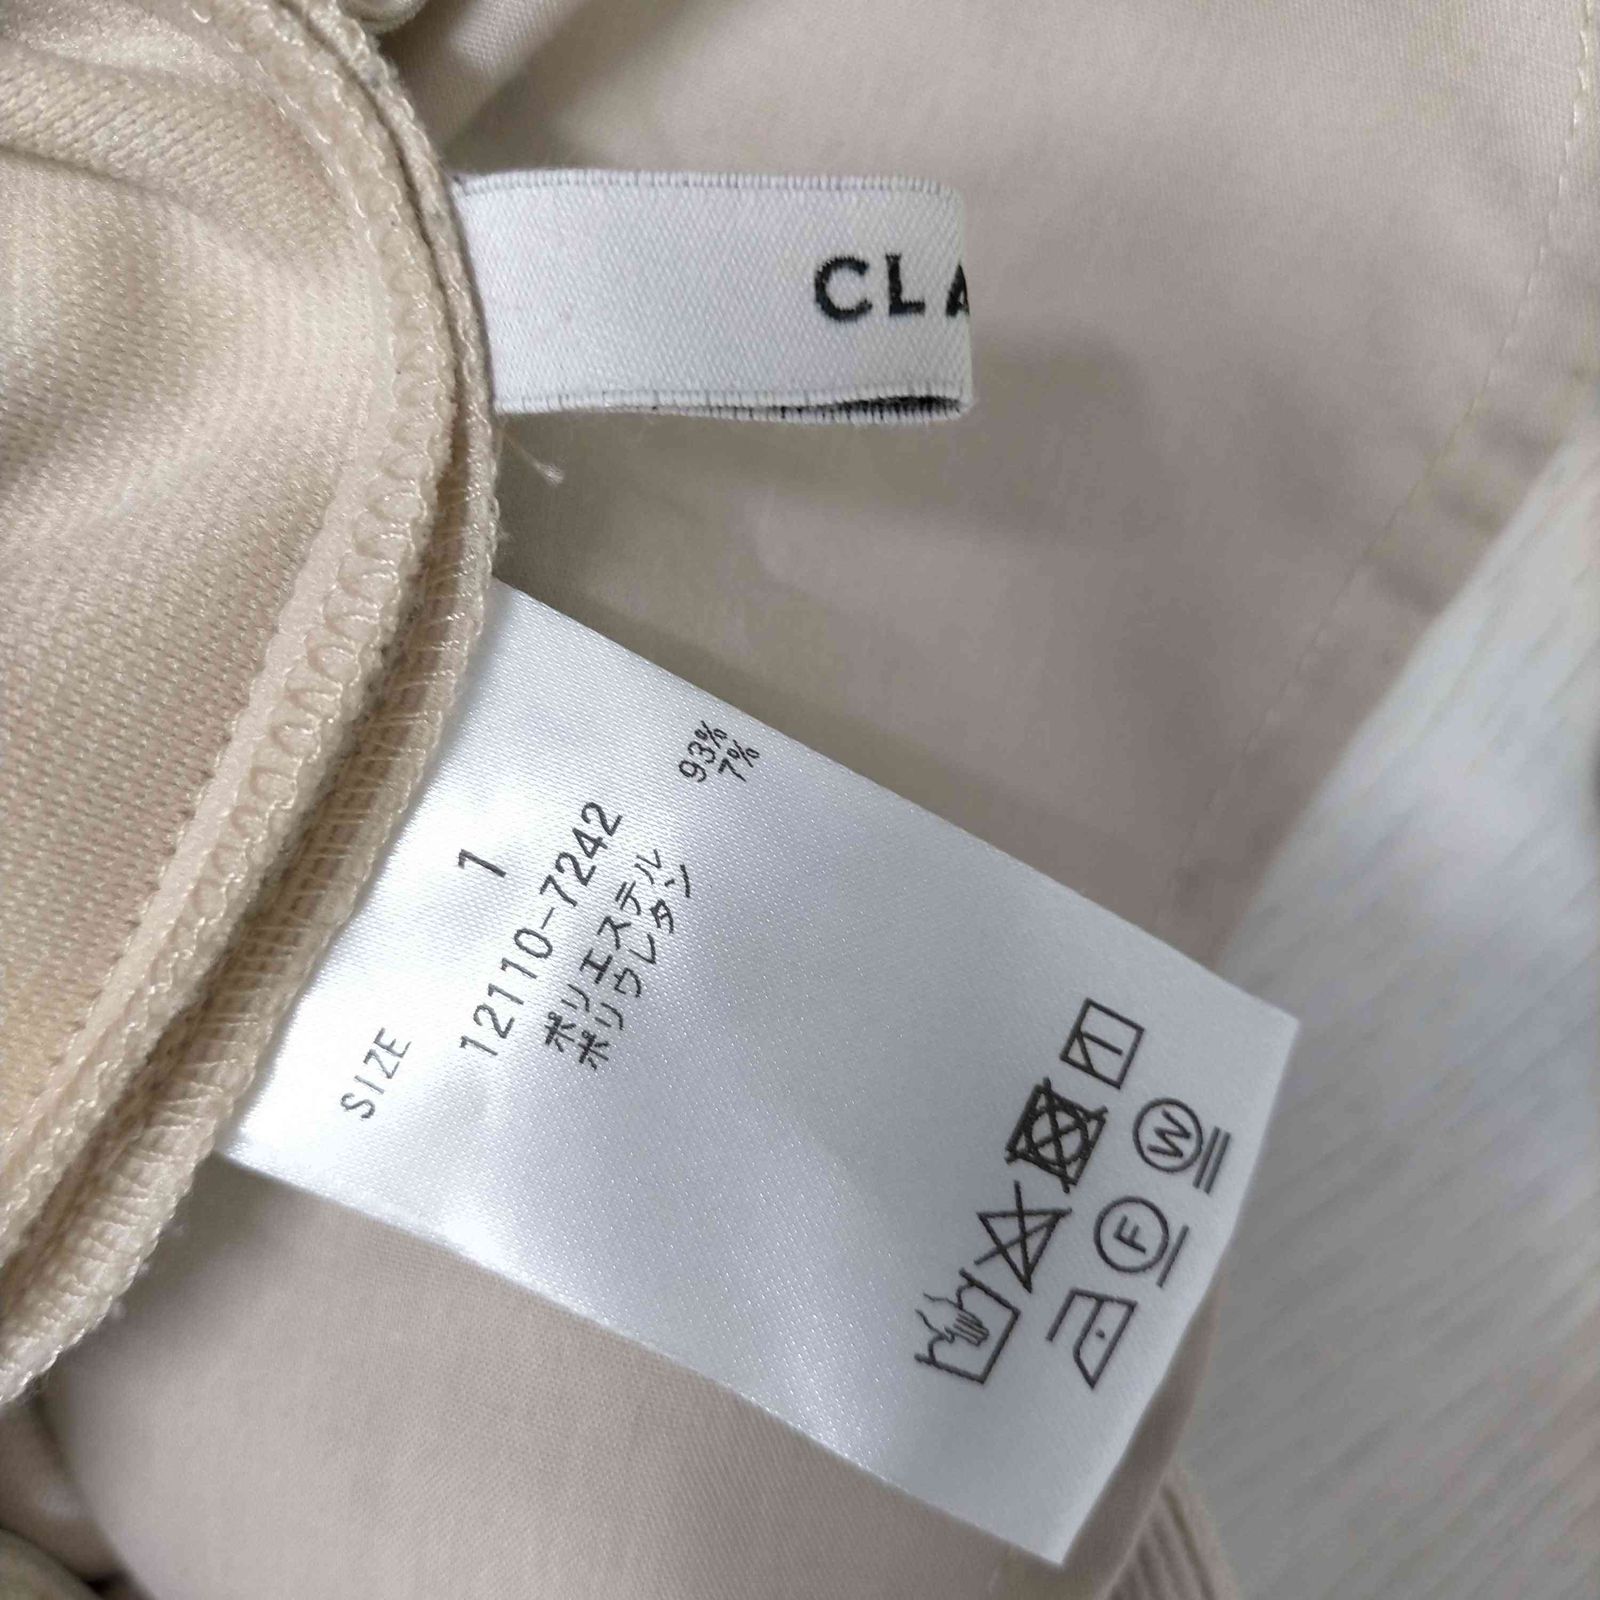 CLA
SIZE 1
12110-7242
ポリエステル 93%
ポリウレタン 7%
F W